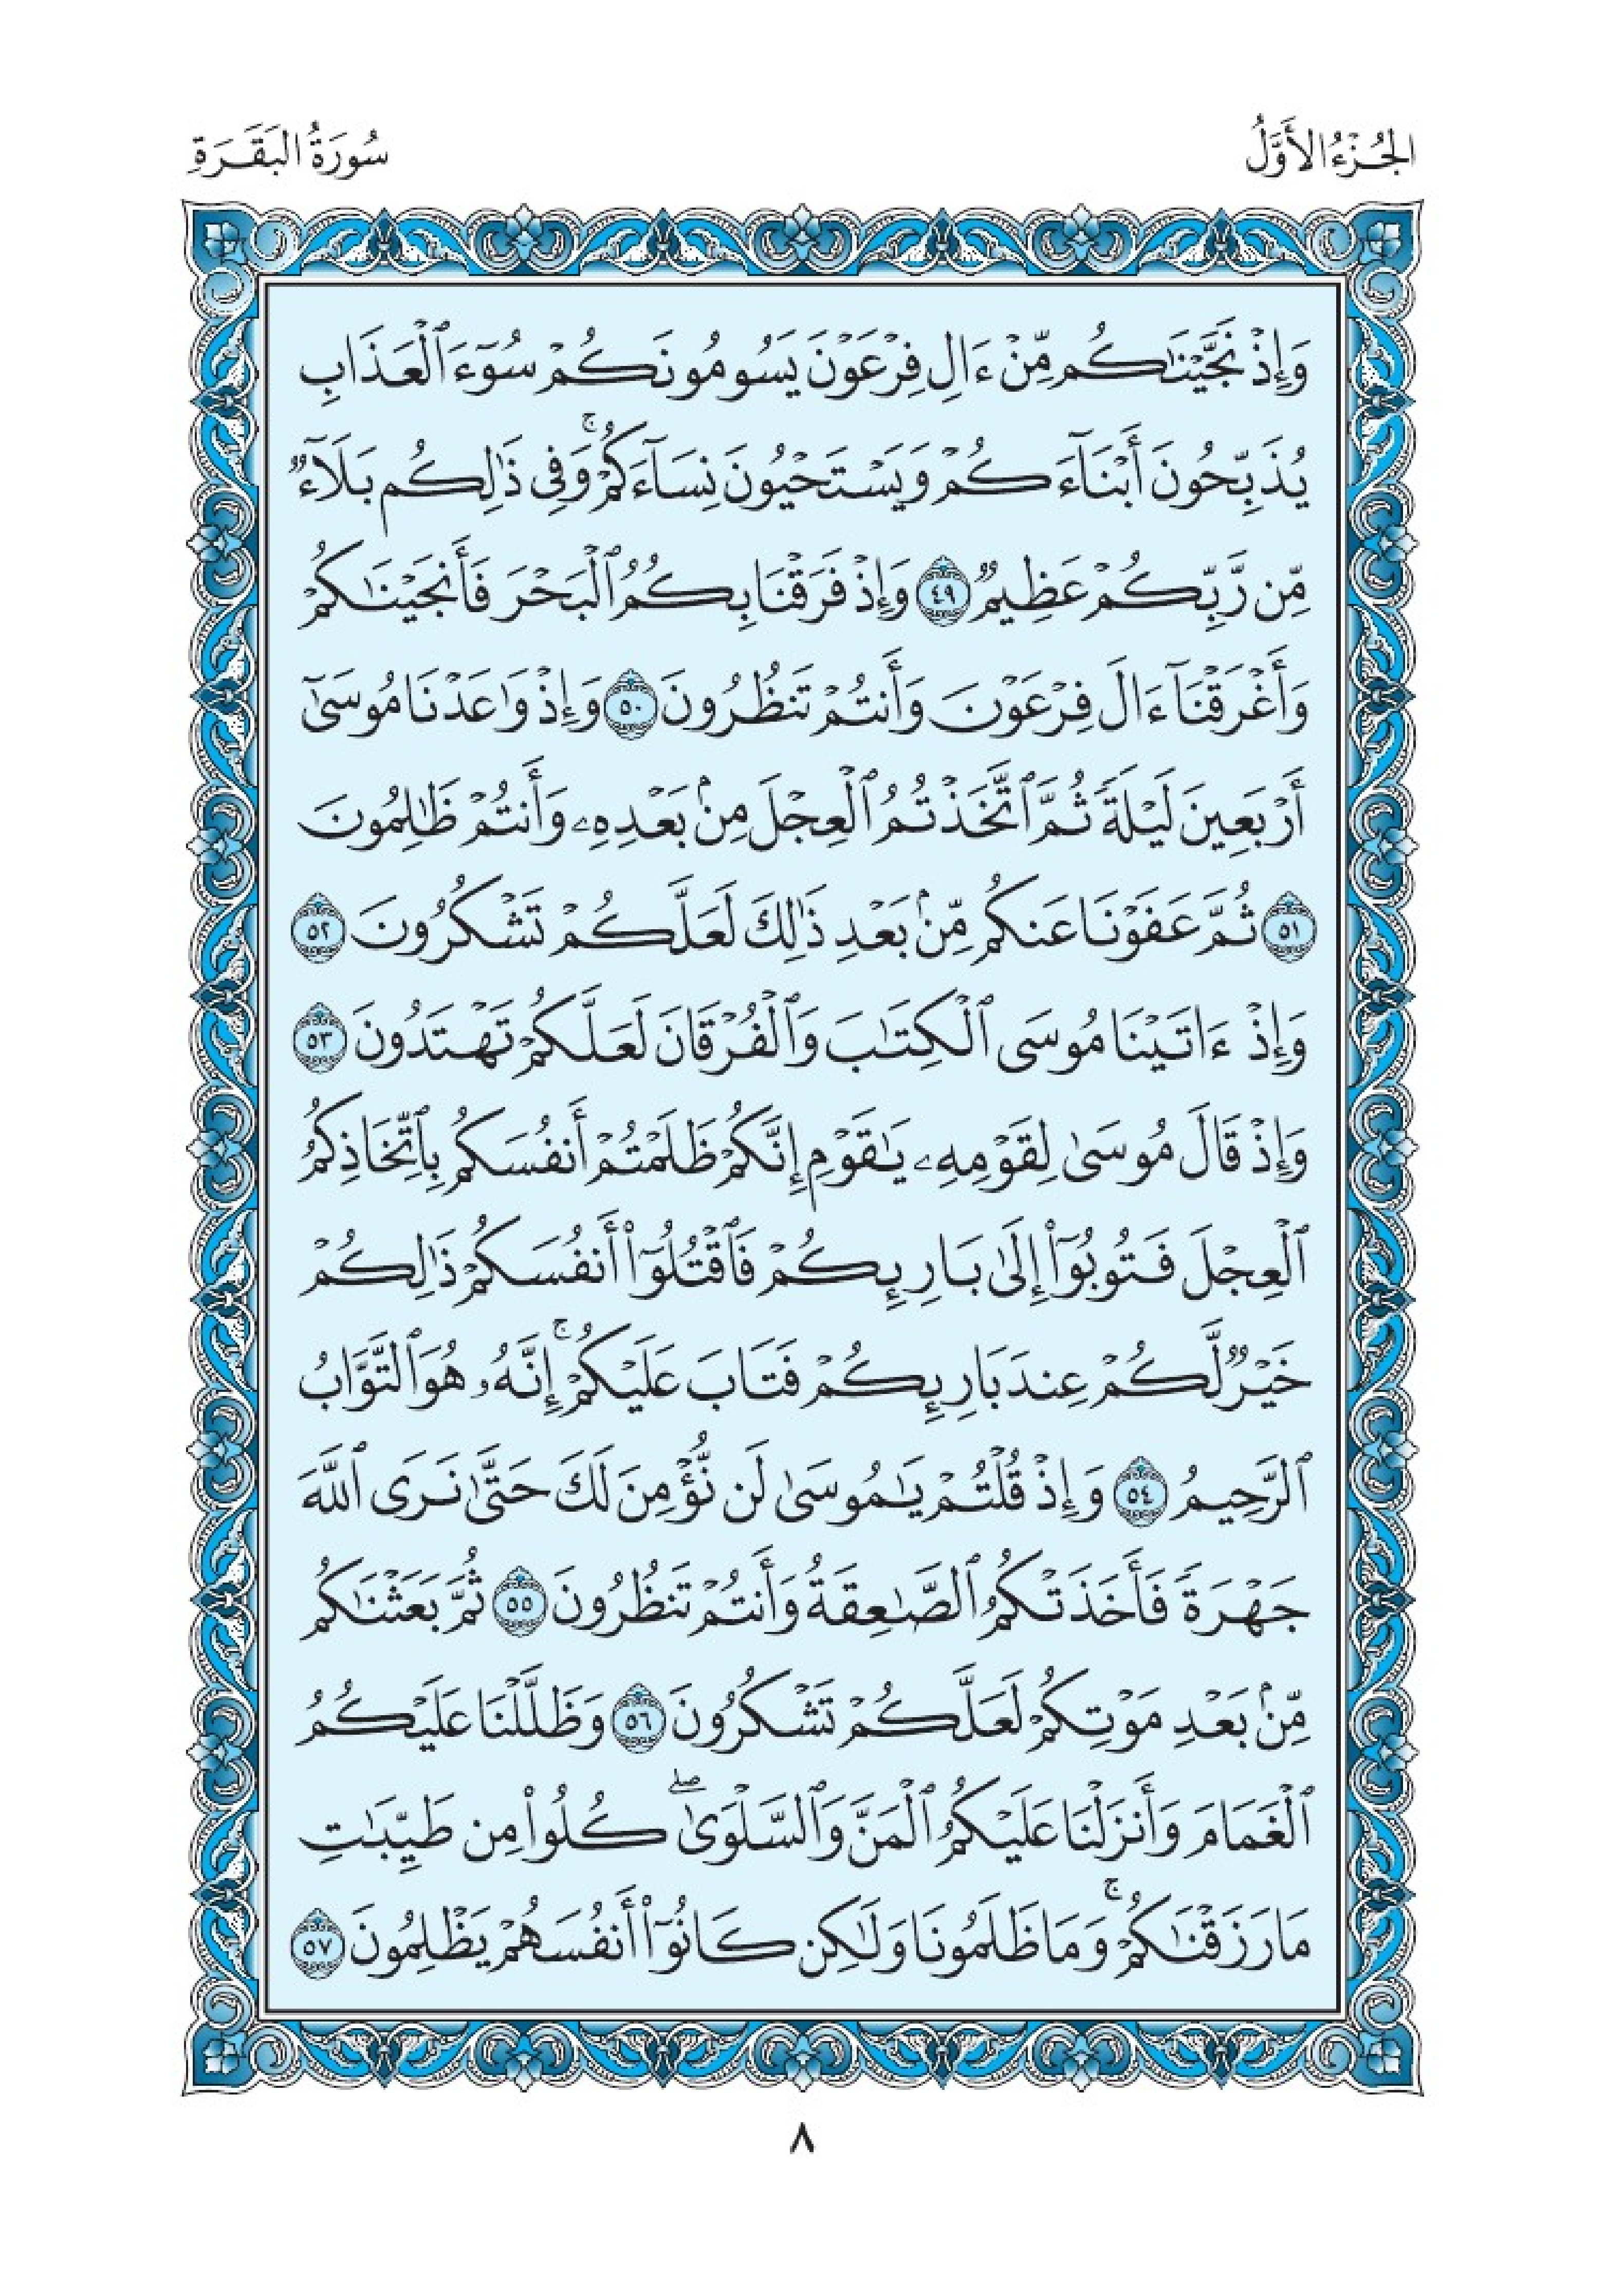 الجُزْءُ الأَوَّلُ
سُورَةُ البَقَرَةِ
وَإِذْ نَجَّيْنَٰكُم مِّنْ ءَالِ فِرْعَوْنَ يَسُومُونَكُمْ سُوٓءَ ٱلْعَذَابِ
يُذَبِّحُونَ أَبْنَآءَكُمْ وَيَسْتَحْيُونَ نِسَآءَكُمْ ۚ وَفِى ذَٰلِكُم بَلَآءٌ
مِّن رَّبِّكُمْ عَظِيمٌ ٤٩ وَإِذْ فَرَقْنَا بِكُمُ ٱلْبَحْرَ فَأَنجَيْنَٰكُمْ
وَأَغْرَقْنَآ ءَالَ فِرْعَوْنَ وَأَنتُمْ تَنظُرُونَ ٥٠ وَإِذْ وَٰعَدْنَا مُوسَىٰٓ
أَرْبَعِينَ لَيْلَةً ثُمَّ ٱتَّخَذْتُمُ ٱلْعِجْلَ مِنۢ بَعْدِهِۦ وَأَنتُمْ ظَٰلِمُونَ
٥١ ثُمَّ عَفَوْنَا عَنكُم مِّنۢ بَعْدِ ذَٰلِكَ لَعَلَّكُمْ تَشْكُرُونَ ٥٢
وَإِذْ ءَاتَيْنَا مُوسَى ٱلْكِتَٰبَ وَٱلْفُرْقَانَ لَعَلَّكُمْ تَهْتَدُونَ ٥٣
وَإِذْ قَالَ مُوسَىٰ لِقَوْمِهِۦ يَٰقَوْمِ إِنَّكُمْ ظَلَمْتُمْ أَنفُسَكُم بِٱتِّخَاذِكُمُ
ٱلْعِجْلَ فَتُوبُوٓا۟ إِلَىٰ بَارِئِكُمْ فَٱقْتُلُوٓا۟ أَنفُسَكُمْ ذَٰلِكُمْ
خَيْرٌ لَّكُمْ عِندَ بَارِئِكُمْ فَتَابَ عَلَيْكُمْ ۚ إِنَّهُۥ هُوَ ٱلتَّوَّابُ
ٱلرَّحِيمُ ٥٤ وَإِذْ قُلْتُمْ يَٰمُوسَىٰ لَن نُّؤْمِنَ لَكَ حَتَّىٰ نَرَى ٱللَّهَ
جَهْرَةً فَأَخَذَتْكُمُ ٱلصَّٰعِقَةُ وَأَنتُمْ تَنظُرُونَ ٥٥ ثُمَّ بَعَثْنَٰكُم
مِّنۢ بَعْدِ مَوْتِكُمْ لَعَلَّكُمْ تَشْكُرُونَ ٥٦ وَظَلَّلْنَا عَلَيْكُمُ
ٱلْغَمَامَ وَأَنزَلْنَا عَلَيْكُمُ ٱلْمَنَّ وَٱلسَّلْوَىٰ ۖ كُلُوا۟ مِن طَيِّبَٰتِ
مَا رَزَقْنَٰكُمْ ۚ وَمَا ظَلَمُونَا وَلَٰكِن كَانُوٓا۟ أَنفُسَهُمْ يَظْلِمُونَ ٥٧
٨